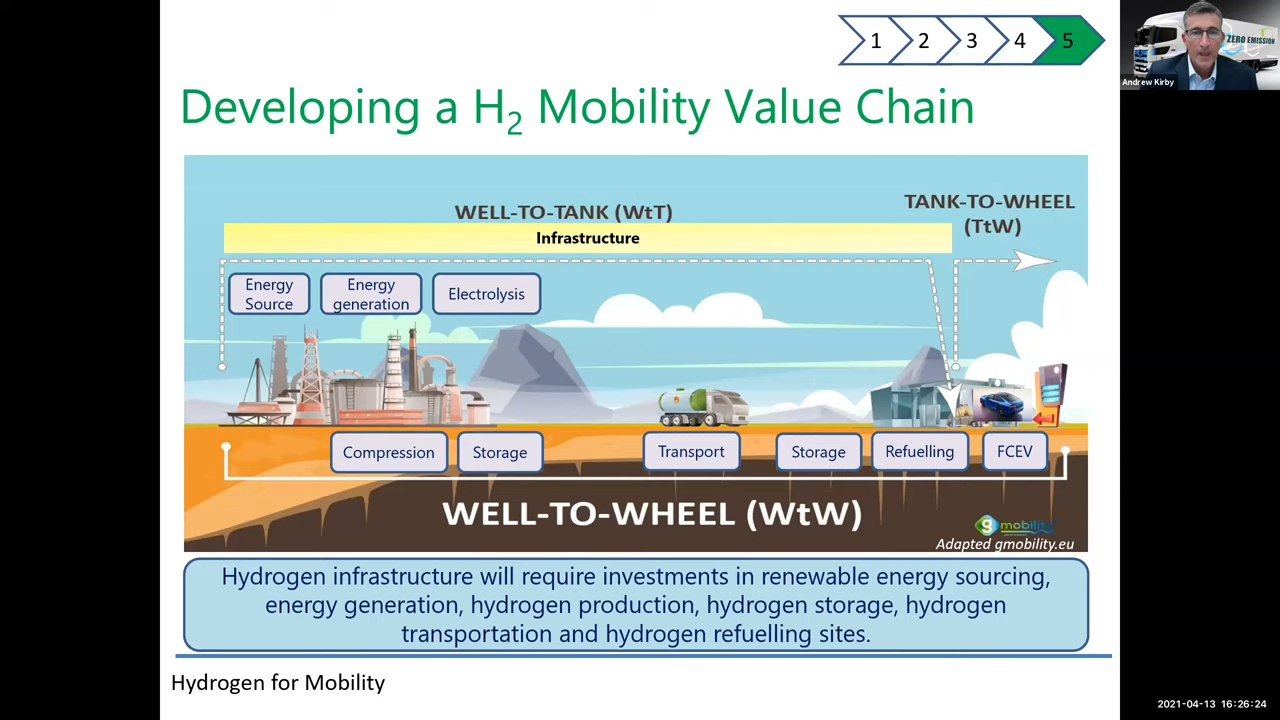 1 2 3 4 5
ZERO EMISSION
Andrew Kirby
Developing a H2 Mobility Value Chain
WELL-TO-TANK (WtT)
TANK-TO-WHEEL
(TtW)
Infrastructure
Energy
Source
Energy
generation
Electrolysis
Compression
Storage
Transport
Storage
Refuelling
FCEV
WELL-TO-WHEEL (WtW)
gmobility
Adapted gmobility.eu
Hydrogen infrastructure will require investments in renewable energy sourcing,
energy generation, hydrogen production, hydrogen storage, hydrogen
transportation and hydrogen refuelling sites.
Hydrogen for Mobility
2021-04-13 16:26:24